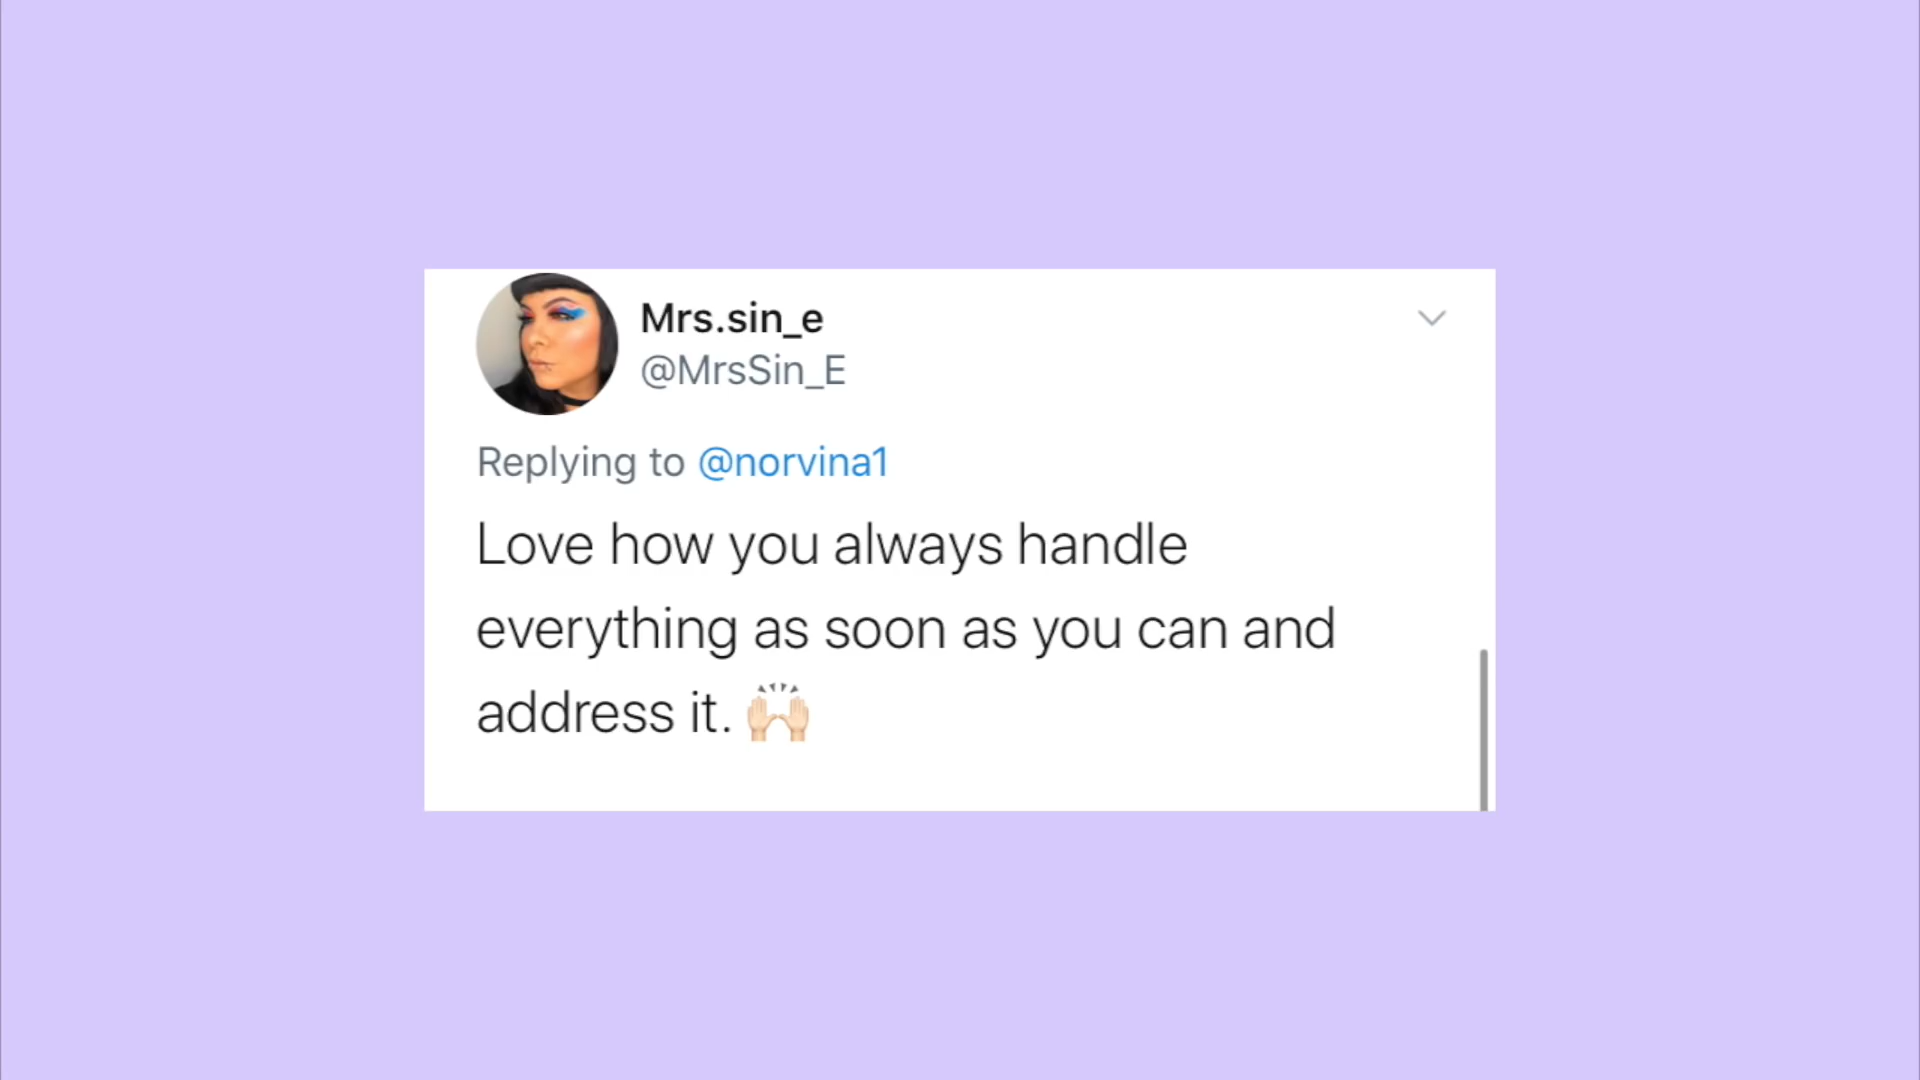 Mrs.sin_e
@MrsSin_E
Replying to @norvina1
Love how you always handle
everything as soon as you can and
address it. 🙌🏻